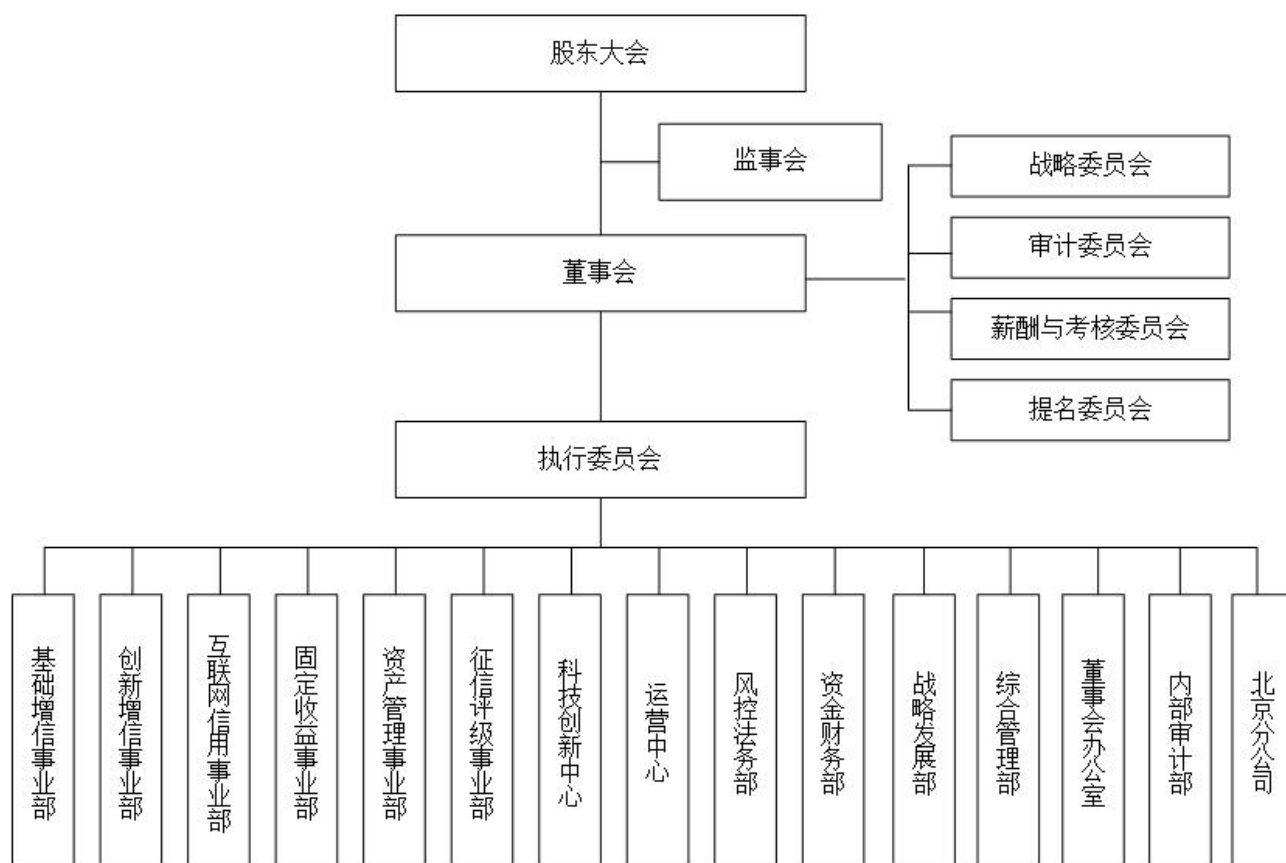 股东大会
监事会
战略委员会
审计委员会
董事会
薪酬与考核委员会
提名委员会
执行委员会
基础增信事业部
创新增信事业部
互联网信用事业部
固定收益事业部
资产管理事业部
征信评级事业部
科技创新中心
运营中心
风控法务部
资金财务部
战略发展部
综合管理部
董事会办公室
内部审计部
北京分公司